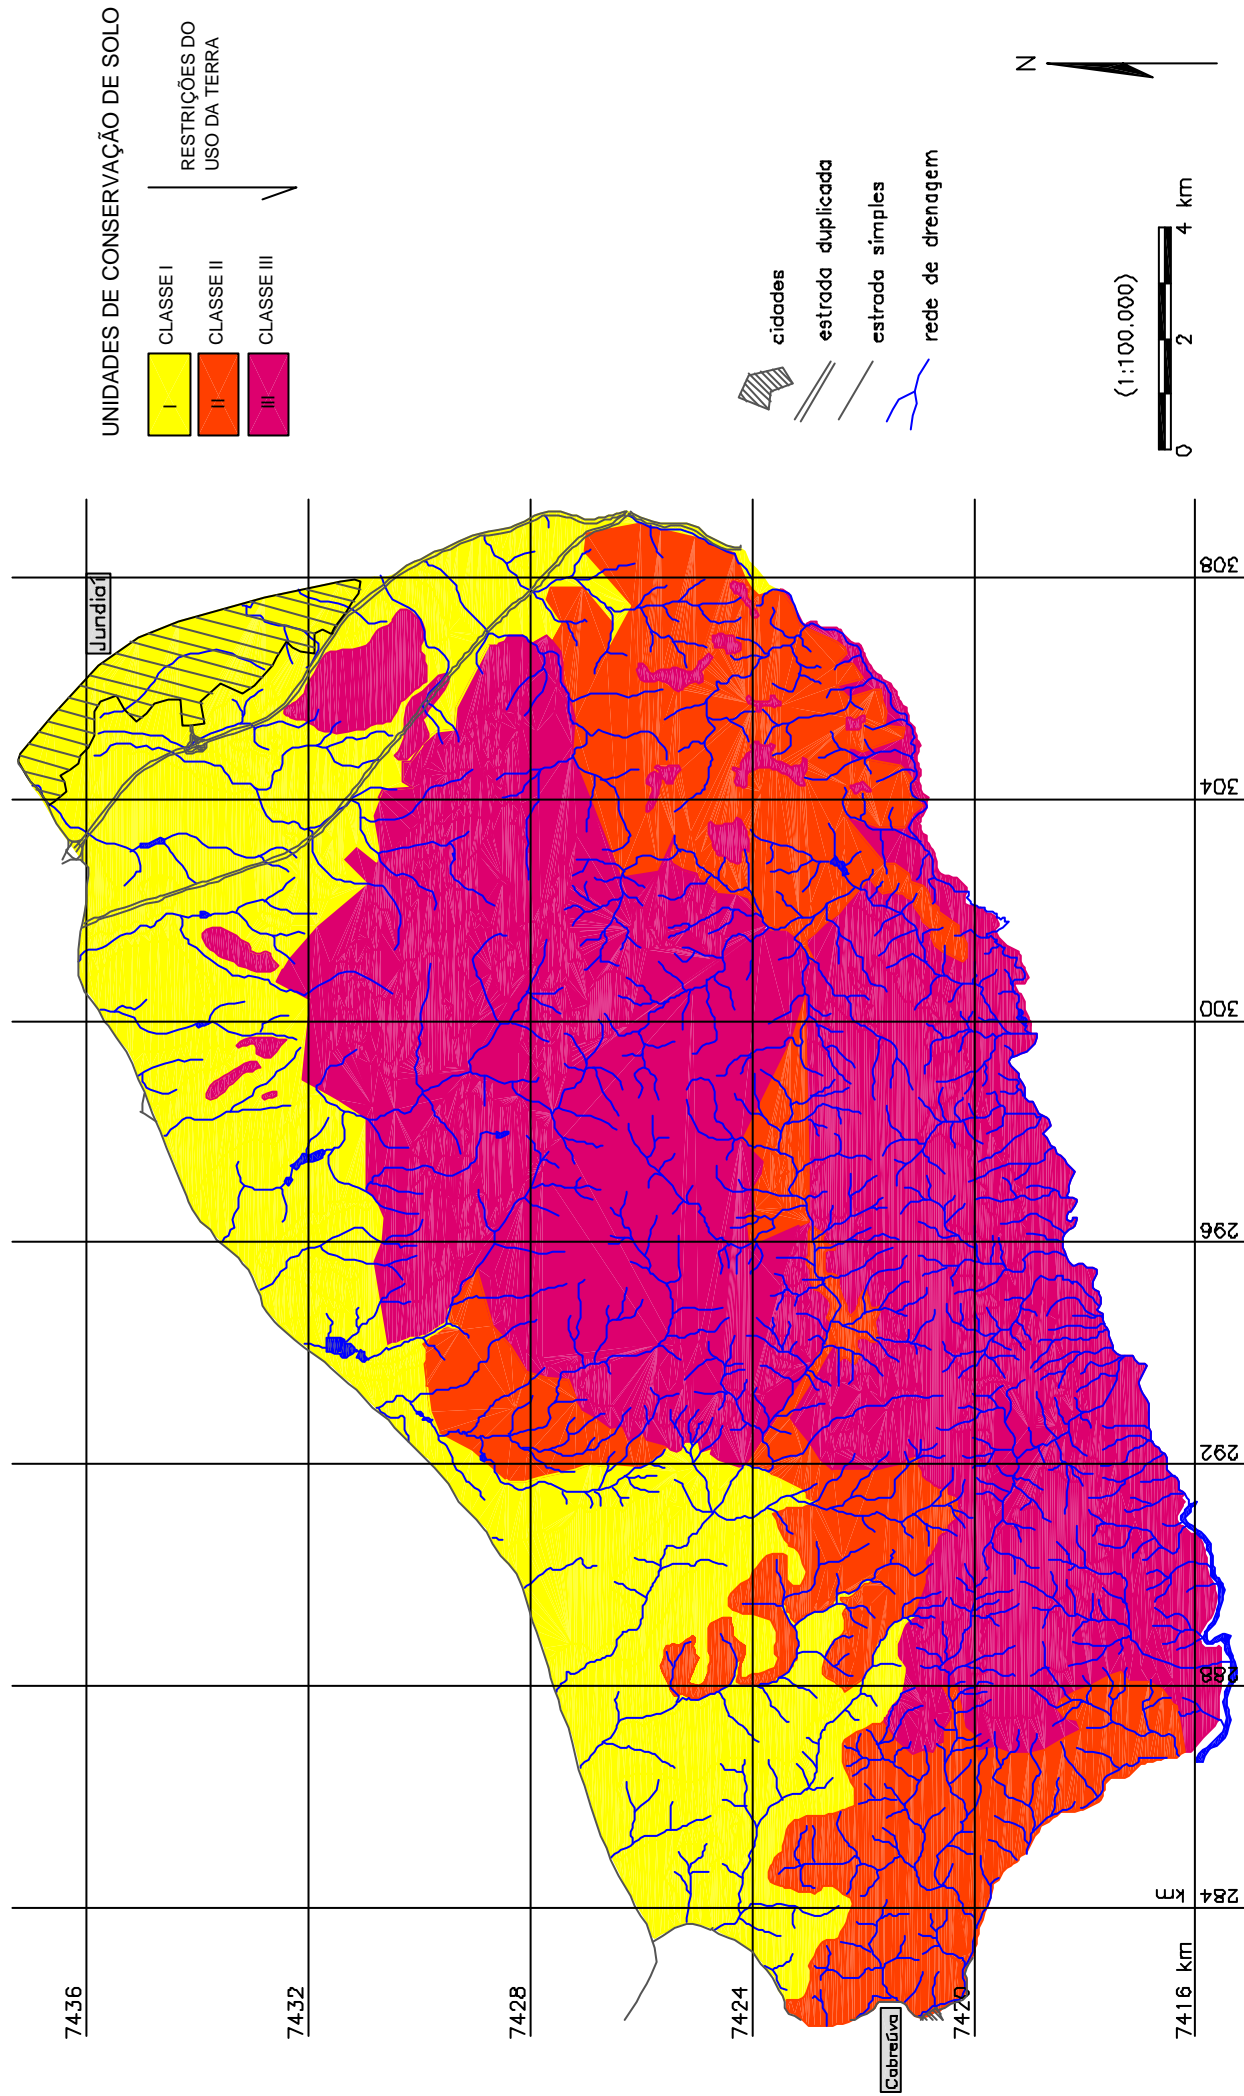 UNIDADES DE CONSERVAÇÃO DE SOLO
I CLASSE I
II CLASSE II
III CLASSE III
RESTRIÇÕES DO
USO DA TERRA
cidades
estrada duplicada
estrada simples
rede de drenagem
(1:100.000)
0 2 4 km
N
Jundiaí
Cabreúva
7436
7432
7428
7424
7420
7416 km
284 km
288
292
296
300
304
308